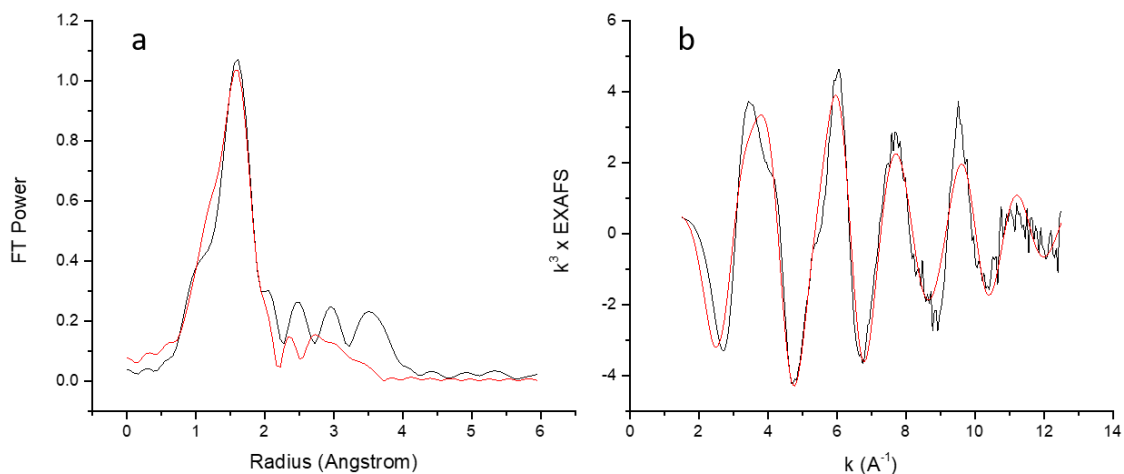 a
1.2
1.0
0.8
0.6
0.4
0.2
0.0
FT Power
0 1 2 3 4 5 6
Radius (Angstrom)
b
6
4
2
0
-2
-4
-6
k³ x EXAFS
0 2 4 6 8 10 12 14
k (A⁻¹)